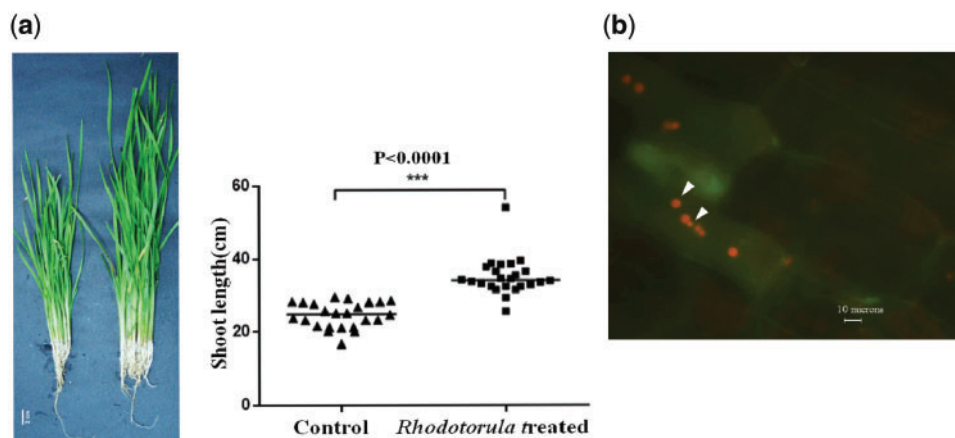 (a)
(b)
P<0.0001
***
Shoot length(cm)
60
40
20
0
Control
Rhodotorula treated
10 microns